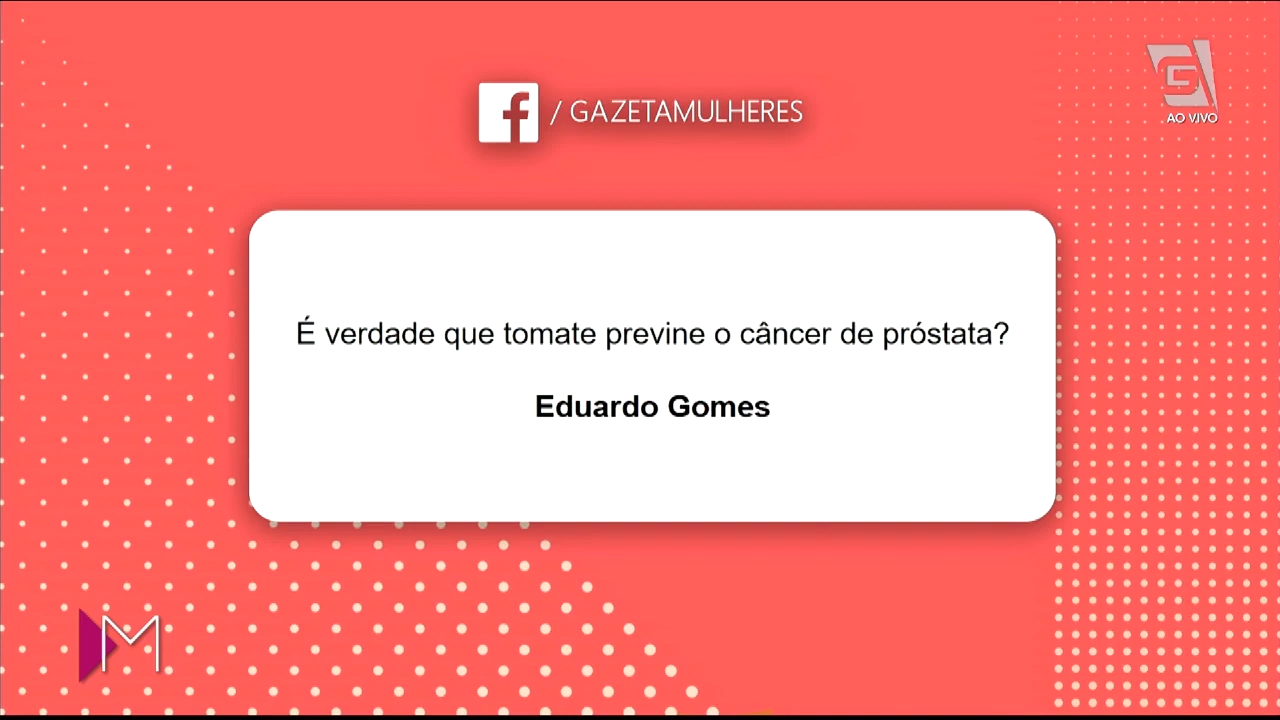 / GAZETAMULHERES
G
AO VIVO
É verdade que tomate previne o câncer de próstata?
Eduardo Gomes
M